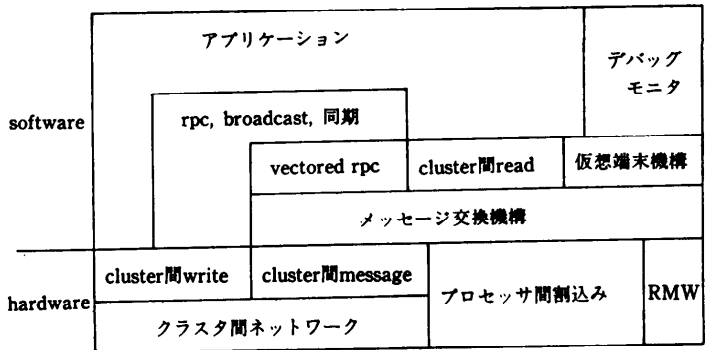 アプリケーション
デバッグ
モニタ
software
rpc, broadcast, 同期
vectored rpc
cluster間read
仮想端末機構
メッセージ交換機構
cluster間write
cluster間message
プロセッサ間割込み
RMW
hardware
クラスタ間ネットワーク